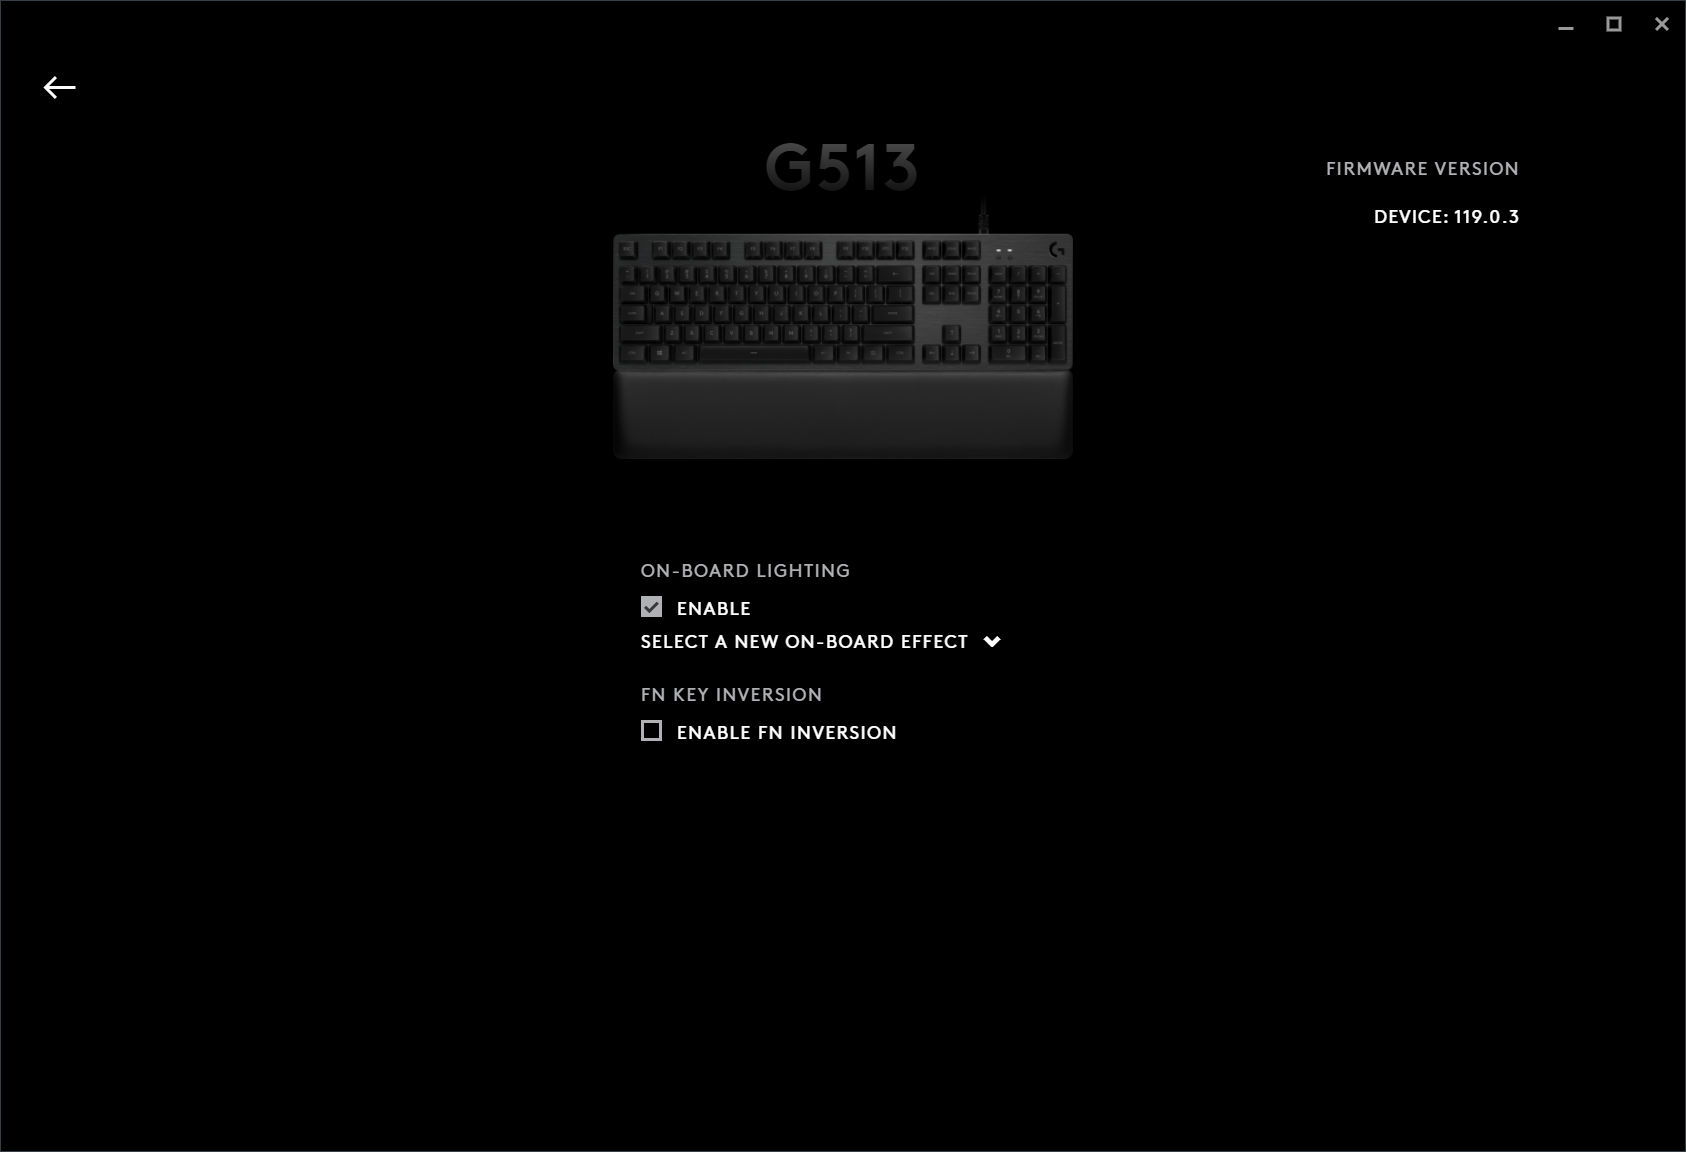 G513
FIRMWARE VERSION
DEVICE: 119.0.3
ON-BOARD LIGHTING
ENABLE
SELECT A NEW ON-BOARD EFFECT
FN KEY INVERSION
ENABLE FN INVERSION